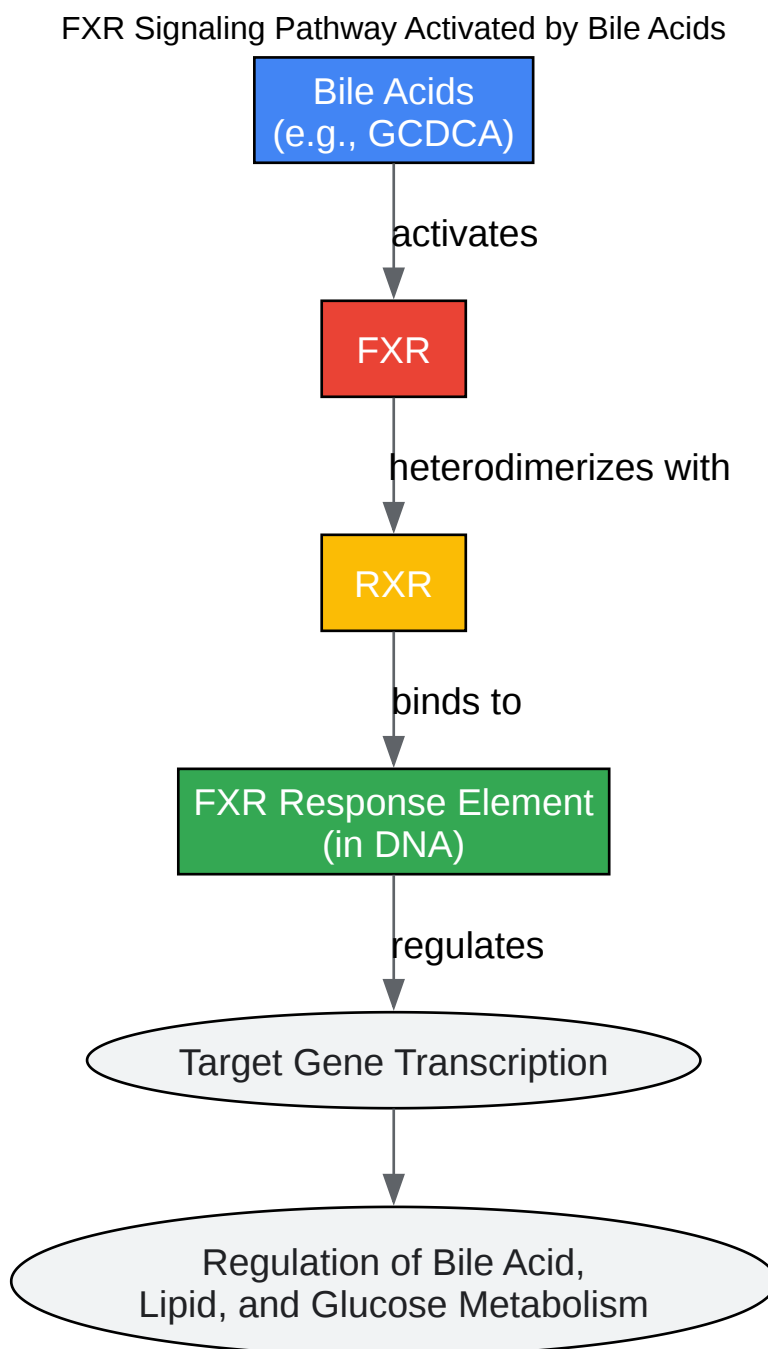 FXR Signaling Pathway Activated by Bile Acids
Bile Acids
(e.g., GCDCA)
activates
FXR
heterodimerizes with
RXR
binds to
FXR Response Element
(in DNA)
regulates
Target Gene Transcription
Regulation of Bile Acid,
Lipid, and Glucose Metabolism